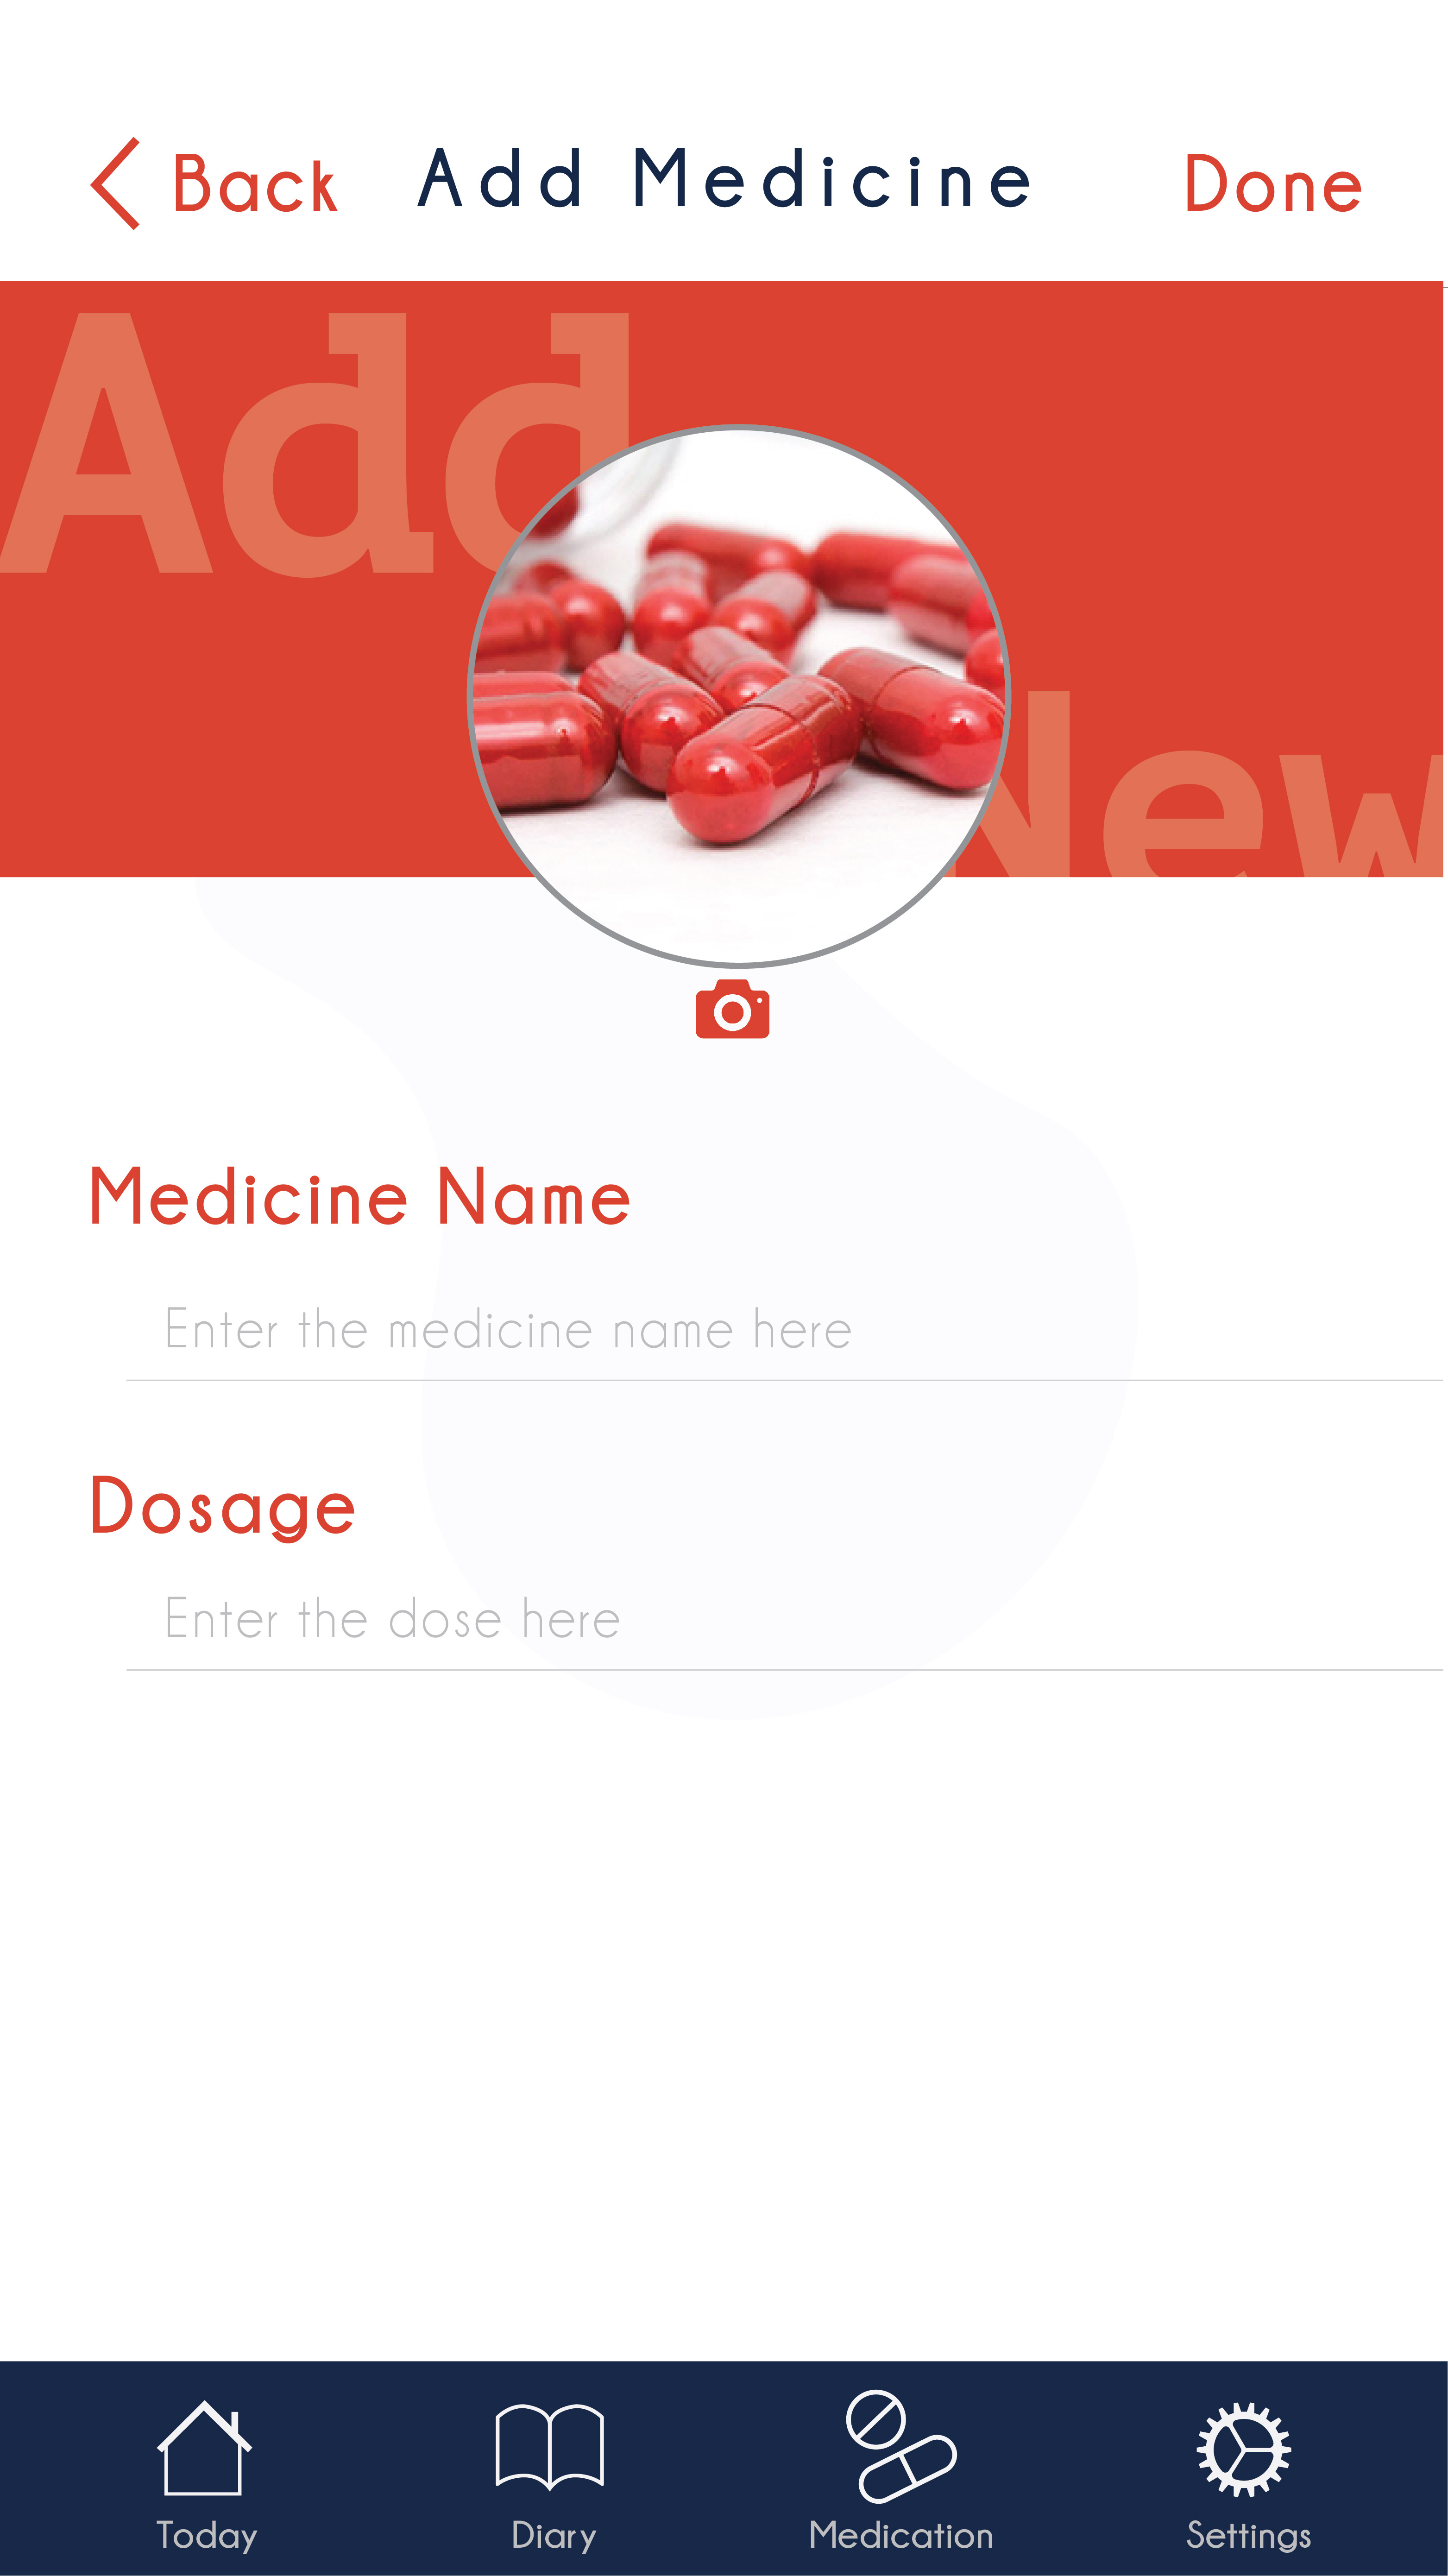 Back Add Medicine Done
Add
New
Medicine Name
Enter the medicine name here
Dosage
Enter the dose here
Today Diary Medication Settings